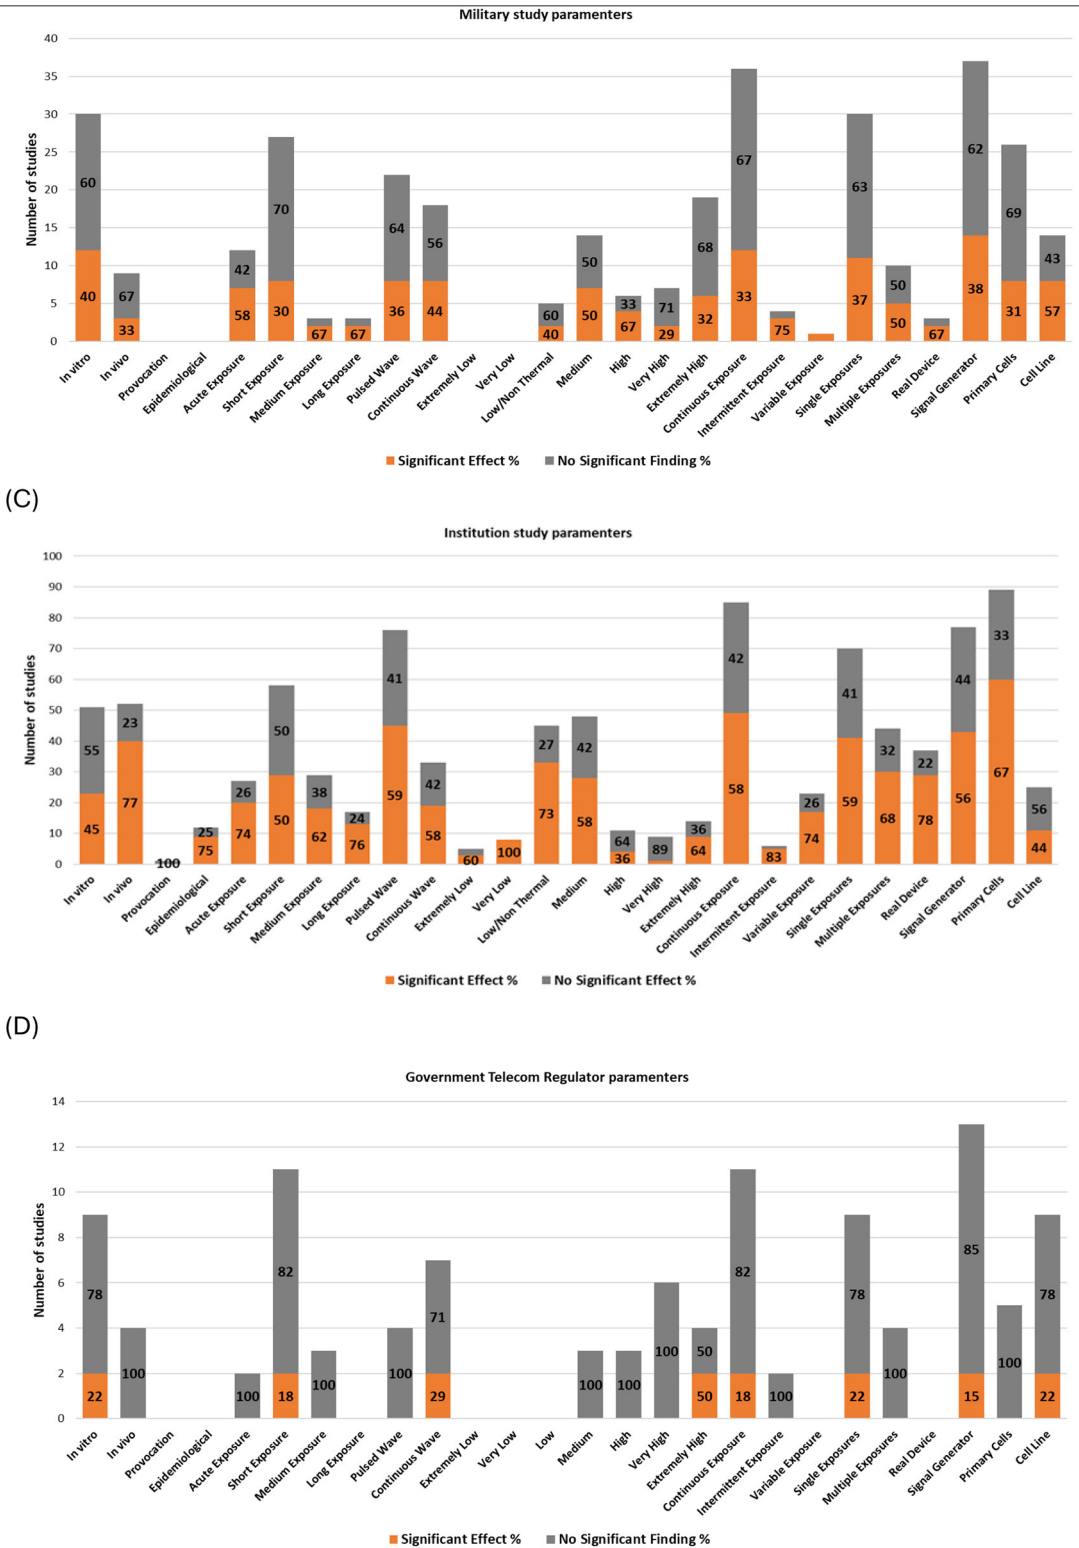 Military study paramenters
Number of studies
40
35
30
25
20
15
10
5
0
60 40
67 33
42 58
70 30
67
67
64 36
56 44
60 40
50 50
33 67
71 29
68 32
67 33
75
63 37
50 50
67
62 38
69 31
43 57
In vitro
In vivo
Provocation
Epidemiological
Acute Exposure
Short Exposure
Medium Exposure
Long Exposure
Pulsed Wave
Continuous Wave
Extremely Low
Very Low
Low/Non Thermal
Medium
High
Very High
Extremely High
Continuous Exposure
Intermittent Exposure
Variable Exposure
Single Exposures
Multiple Exposures
Real Device
Signal Generator
Primary Cells
Cell Line
Significant Effect % No Significant Finding %
(C)
Institution study paramenters
Number of studies
100
90
80
70
60
50
40
30
20
10
0
55 45
23 77
100
25 75
26 74
50 50
38 62
24 76
41 59
42 58
60
100
27 73
42 58
64 36
89
36 64
42 58
83
26 74
41 59
32 68
22 78
44 56
33 67
56 44
In vitro
In vivo
Provocation
Epidemiological
Acute Exposure
Short Exposure
Medium Exposure
Long Exposure
Pulsed Wave
Continuous Wave
Extremely Low
Very Low
Low/Non Thermal
Medium
High
Very High
Extremely High
Continuous Exposure
Intermittent Exposure
Variable Exposure
Single Exposures
Multiple Exposures
Real Device
Signal Generator
Primary Cells
Cell Line
Significant Effect % No Significant Effect %
(D)
Government Telecom Regulator paramenters
Number of studies
14
12
10
8
6
4
2
0
78 22
100
100
82 18
100
100
71 29
100
100
100
50 50
82 18
100
78 22
100
85 15
100
78 22
In vitro
In vivo
Provocation
Epidemiological
Acute Exposure
Short Exposure
Medium Exposure
Long Exposure
Pulsed Wave
Continuous Wave
Extremely Low
Very Low
Low
Medium
High
Very High
Extremely High
Continuous Exposure
Intermittent Exposure
Variable Exposure
Single Exposures
Multiple Exposures
Real Device
Signal Generator
Primary Cells
Cell Line
Significant Effect % No Significant Finding %